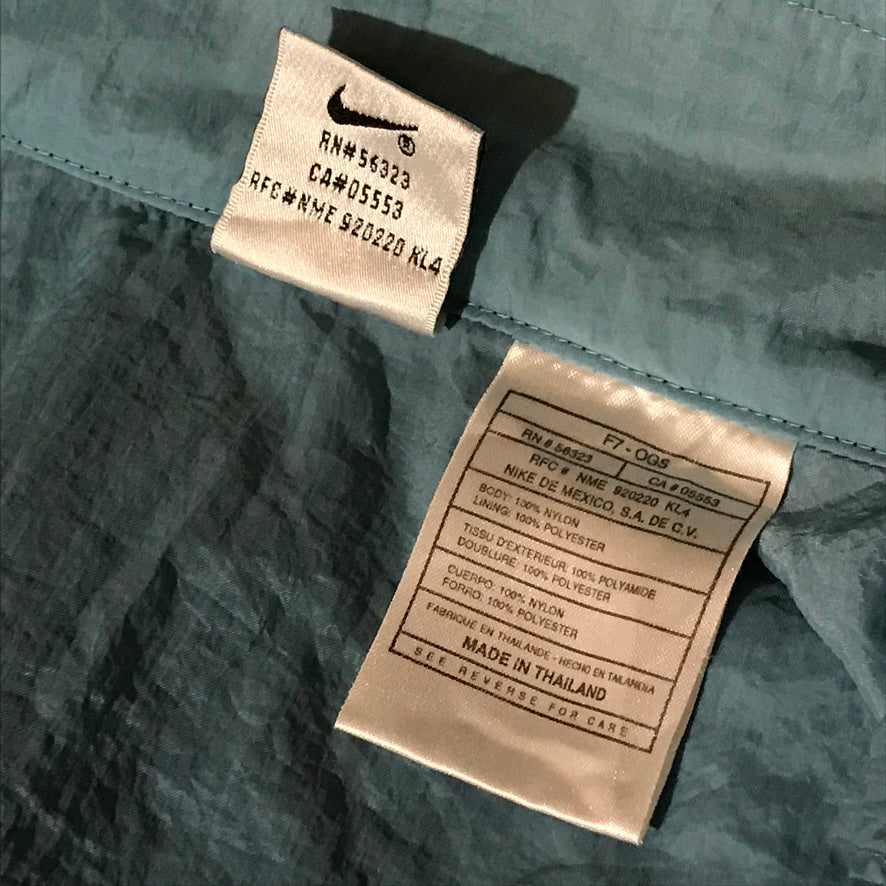 RN#56323
CA#05553
RFC#NME 920220 KL4
F7 - OGS
RN # 56323 CA # 05553
RFC # NME 920220 KL4
NIKE DE MEXICO, S.A. DE C.V.
BODY: 100% NYLON
LINING: 100% POLYESTER
TISSU D'EXTERIEUR: 100% POLYAMIDE
DOUBLURE: 100% POLYESTER
CUERPO: 100% NYLON
FORRO: 100% POLYESTER
FABRIQUE EN THAILANDE - HECHO EN TAILANDIA
MADE IN THAILAND
SEE REVERSE FOR CARE